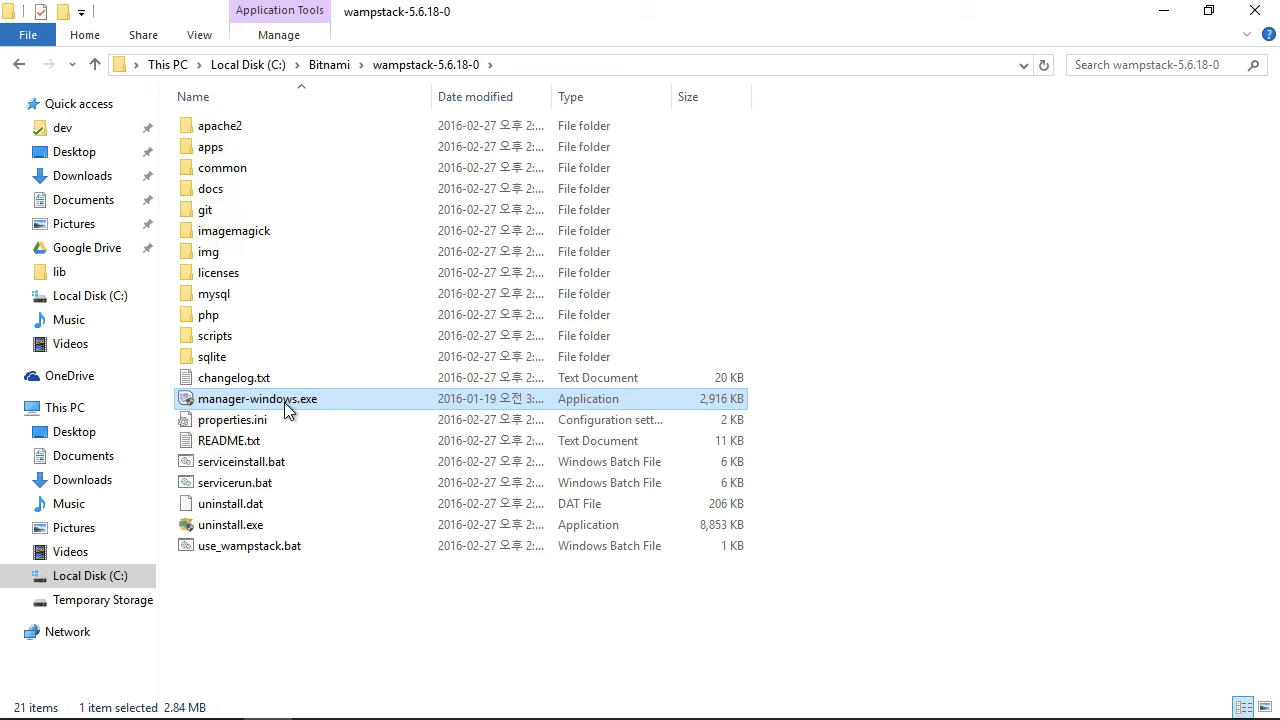 Application Tools
wampstack-5.6.18-0
File
Home
Share
View
Manage
This PC > Local Disk (C:) > Bitnami > wampstack-5.6.18-0 >
Search wampstack-5.6.18-0
Quick access
dev
Desktop
Downloads
Documents
Pictures
Google Drive
lib
Local Disk (C:)
Music
Videos
OneDrive
This PC
Desktop
Documents
Downloads
Music
Pictures
Videos
Local Disk (C:)
Temporary Storage
Network
Name Date modified Type Size
apache2 2016-02-27 오후 2:... File folder
apps 2016-02-27 오후 2:... File folder
common 2016-02-27 오후 2:... File folder
docs 2016-02-27 오후 2:... File folder
git 2016-02-27 오후 2:... File folder
imagemagick 2016-02-27 오후 2:... File folder
img 2016-02-27 오후 2:... File folder
licenses 2016-02-27 오후 2:... File folder
mysql 2016-02-27 오후 2:... File folder
php 2016-02-27 오후 2:... File folder
scripts 2016-02-27 오후 2:... File folder
sqlite 2016-02-27 오후 2:... File folder
changelog.txt 2016-02-27 오후 2:... Text Document 20 KB
manager-windows.exe 2016-01-19 오전 3:... Application 2,916 KB
properties.ini 2016-02-27 오후 2:... Configuration sett... 2 KB
README.txt 2016-02-27 오후 2:... Text Document 11 KB
serviceinstall.bat 2016-02-27 오후 2:... Windows Batch File 6 KB
servicerun.bat 2016-02-27 오후 2:... Windows Batch File 6 KB
uninstall.dat 2016-02-27 오후 2:... DAT File 206 KB
uninstall.exe 2016-02-27 오후 2:... Application 8,853 KB
use_wampstack.bat 2016-02-27 오후 2:... Windows Batch File 1 KB
21 items 1 item selected 2.84 MB